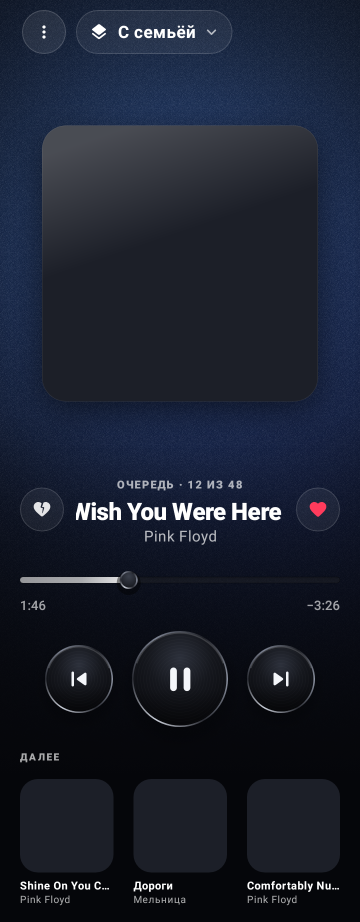 С семьёй
ОЧЕРЕДЬ · 12 ИЗ 48
Wish You Were Here
Pink Floyd
1:46
−3:26
ДАЛЕЕ
Shine On You C…
Pink Floyd
Дороги
Мельница
Comfortably Nu…
Pink Floyd